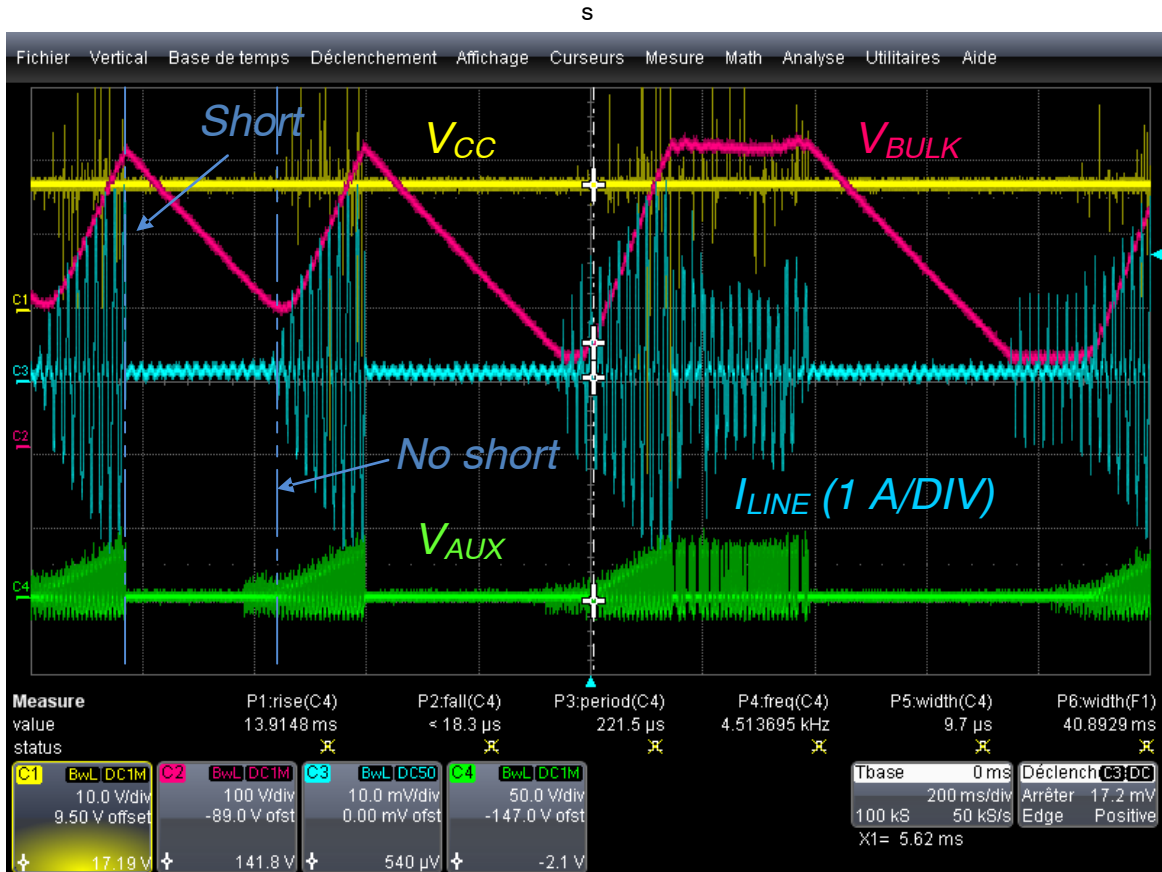 s
Fichier Vertical Base de temps Déclenchement Affichage Curseurs Mesure Math Analyse Utilitaires Aide
Short
V_CC
V_BULK
C1
C3
C2
No short
I_LINE (1 A/DIV)
V_AUX
C4
Measure P1:rise(C4) P2:fall(C4) P3:period(C4) P4:freq(C4) P5:width(C4) P6:width(F1)
value 13.9148 ms < 18.3 µs 221.5 µs 4.513695 kHz 9.7 µs 40.8929 ms
status
C1 BwL DC1M C2 BwL DC1M C3 BwL DC50 C4 BwL DC1M Tbase 0 ms Déclench C3 DC
10.0 V/div 100 V/div 10.0 mV/div 50.0 V/div 200 ms/div Arrêter 17.2 mV
9.50 V offset -89.0 V ofst 0.00 mV ofst -147.0 V ofst 100 kS 50 kS/s Edge Positive
17.19 V 141.8 V 540 µV -2.1 V X1= 5.62 ms